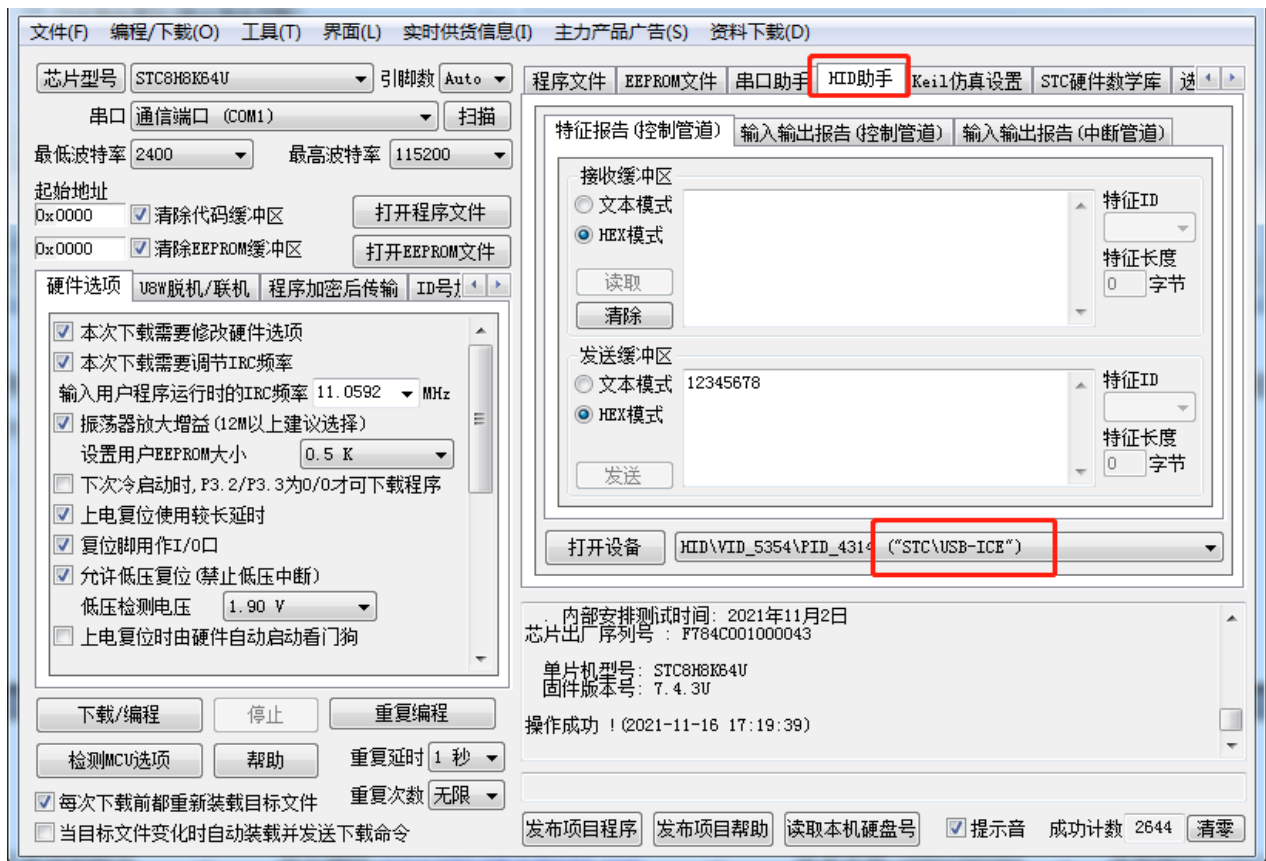 文件(F) 编程/下载(O) 工具(T) 界面(L) 实时供货信息(I) 主力产品广告(S) 资料下载(D)
芯片型号 STC8H8K64U 引脚数 Auto
串口 通信端口 (COM1) 扫描
最低波特率 2400 最高波特率 115200
起始地址
0x0000 清除代码缓冲区 打开程序文件
0x0000 清除EEPROM缓冲区 打开EEPROM文件
硬件选项 U8W脱机/联机 程序加密后传输 ID号
本次下载需要修改硬件选项
本次下载需要调节IRC频率
输入用户程序运行时的IRC频率 11.0592 MHz
振荡器放大增益(12M以上建议选择)
设置用户EEPROM大小 0.5 K
下次冷启动时,P3.2/P3.3为0/0才可下载程序
上电复位使用较长延时
复位脚用作I/O口
允许低压复位(禁止低压中断)
低压检测电压 1.90 V
上电复位时由硬件自动启动看门狗
下载/编程 停止 重复编程
检测MCU选项 帮助 重复延时 1 秒
每次下载前都重新装载目标文件 重复次数 无限
当目标文件变化时自动装载并发送下载命令
程序文件 EEPROM文件 串口助手 HID助手 Keil仿真设置 STC硬件数学库
特征报告(控制管道) 输入输出报告(控制管道) 输入输出报告(中断管道)
接收缓冲区
文本模式 特征ID
HEX模式
特征长度
读取 0 字节
清除
发送缓冲区
文本模式 12345678 特征ID
HEX模式
特征长度
发送 0 字节
打开设备 HID\VID_5354\PID_4314 ("STC\USB-ICE")
. 内部安排测试时间: 2021年11月2日
芯片出厂序列号 : F784C001000043
单片机型号: STC8H8K64U
固件版本号: 7.4.3U
操作成功 !(2021-11-16 17:19:39)
发布项目程序 发布项目帮助 读取本机硬盘号 提示音 成功计数 2644 清零